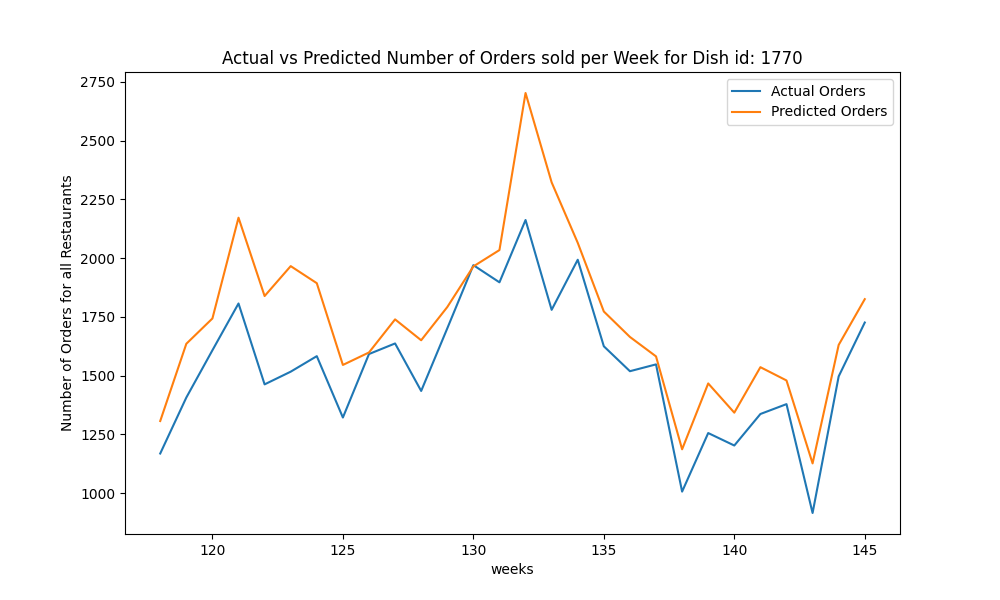 Actual vs Predicted Number of Orders sold per Week for Dish id: 1770
Actual Orders
Predicted Orders
Number of Orders for all Restaurants
2750
2500
2250
2000
1750
1500
1250
1000
120 125 130 135 140 145
weeks